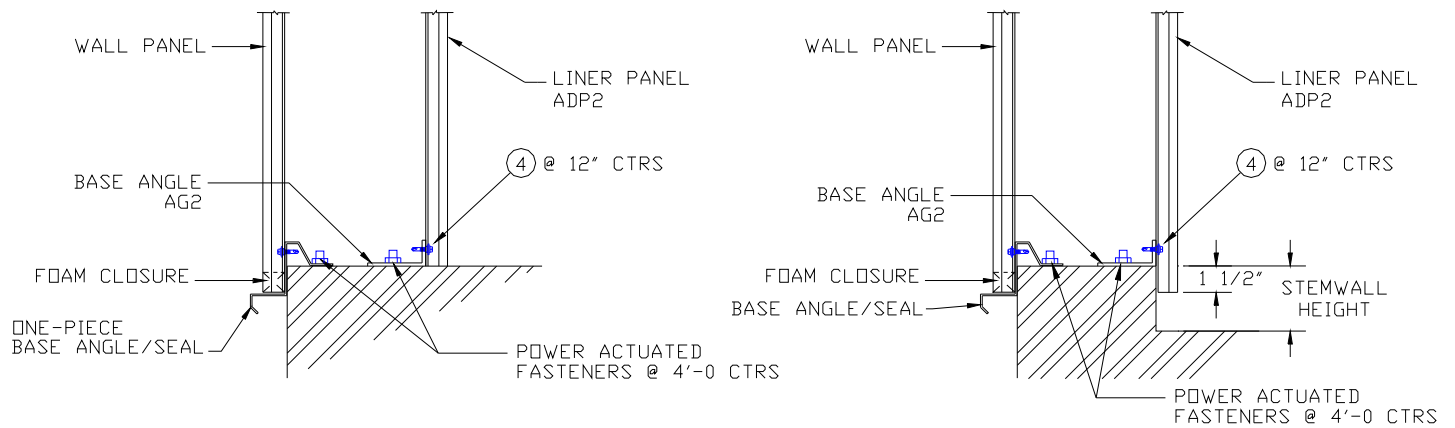 WALL PANEL
LINER PANEL
ADP2
4 @ 12" CTRS
BASE ANGLE
AG2
FOAM CLOSURE
ONE-PIECE
BASE ANGLE/SEAL
POWER ACTUATED
FASTENERS @ 4'-0 CTRS
WALL PANEL
LINER PANEL
ADP2
4 @ 12" CTRS
BASE ANGLE
AG2
FOAM CLOSURE
BASE ANGLE/SEAL
1 1/2"
STEMWALL
HEIGHT
POWER ACTUATED
FASTENERS @ 4'-0 CTRS